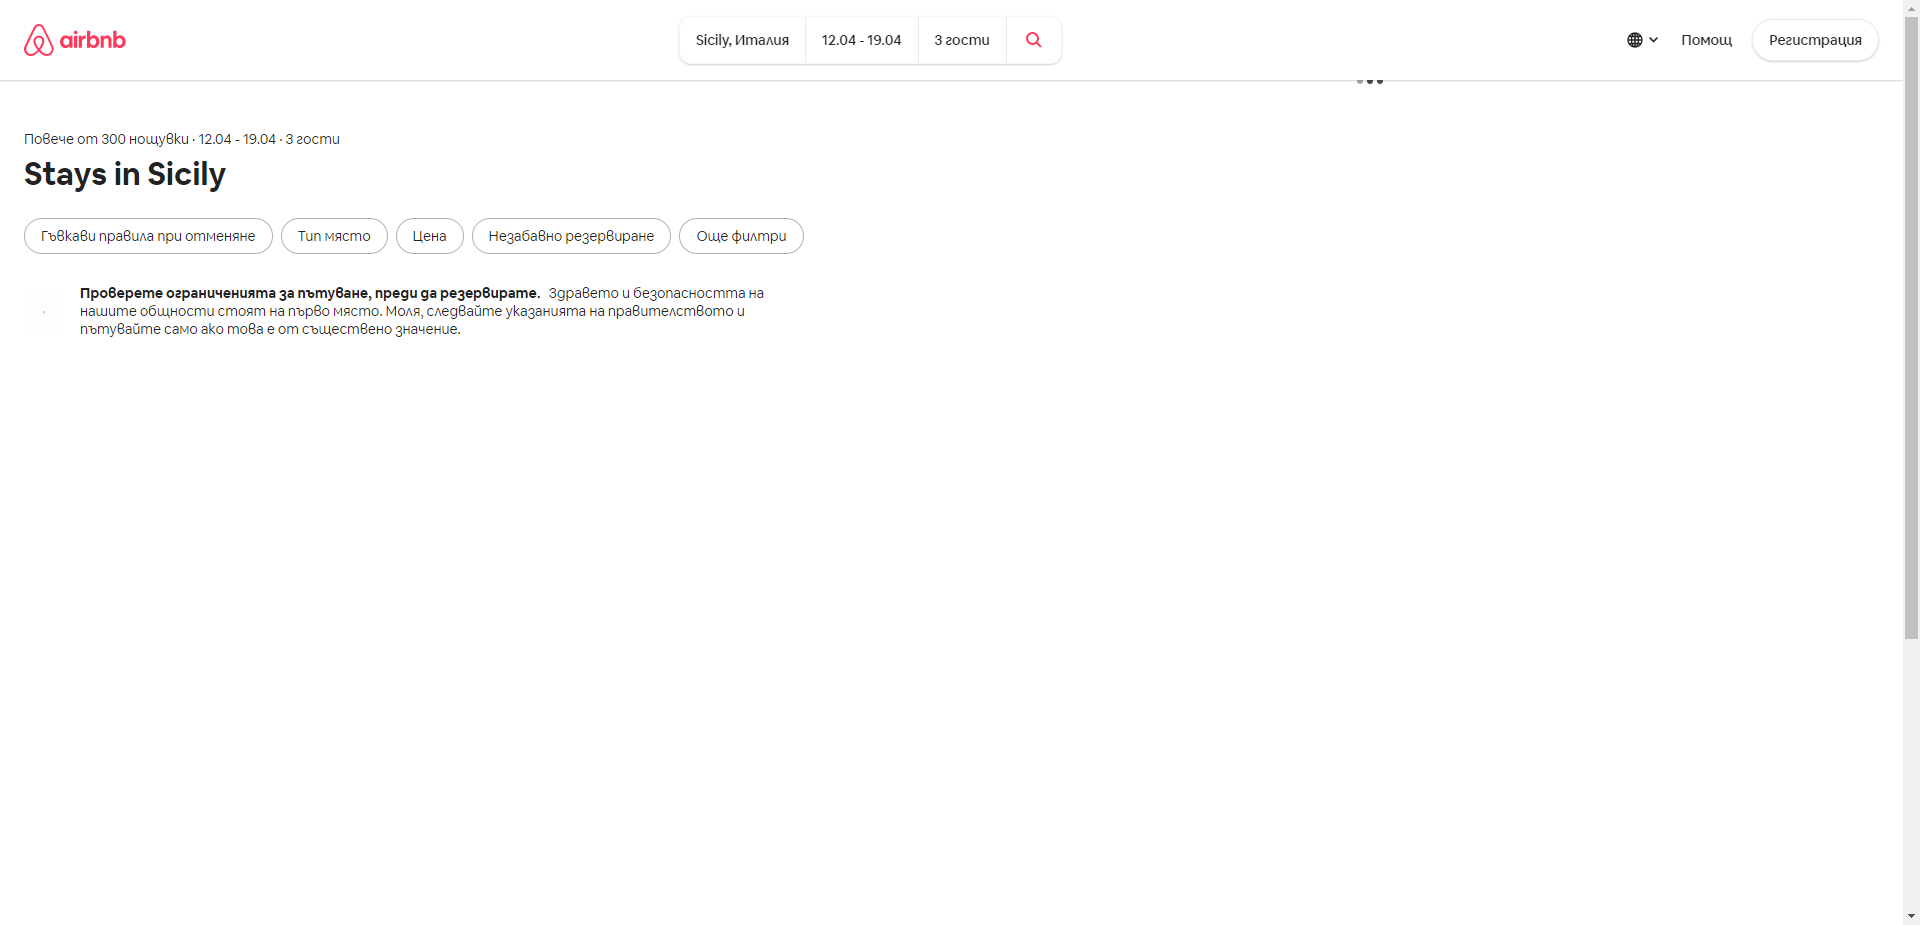 airbnb
Sicily, Италия 12.04 - 19.04 3 гости
Помощ Регистрация
Повече от 300 нощувки · 12.04 - 19.04 · 3 гости
Stays in Sicily
Гъвкави правила при отменяне Тип място Цена Незабавно резервиране Още филтри
Проверете ограниченията за пътуване, преди да резервирате. Здравето и безопасността на
нашите общности стоят на първо място. Моля, следвайте указанията на правителството и
пътувайте само ако това е от съществено значение.